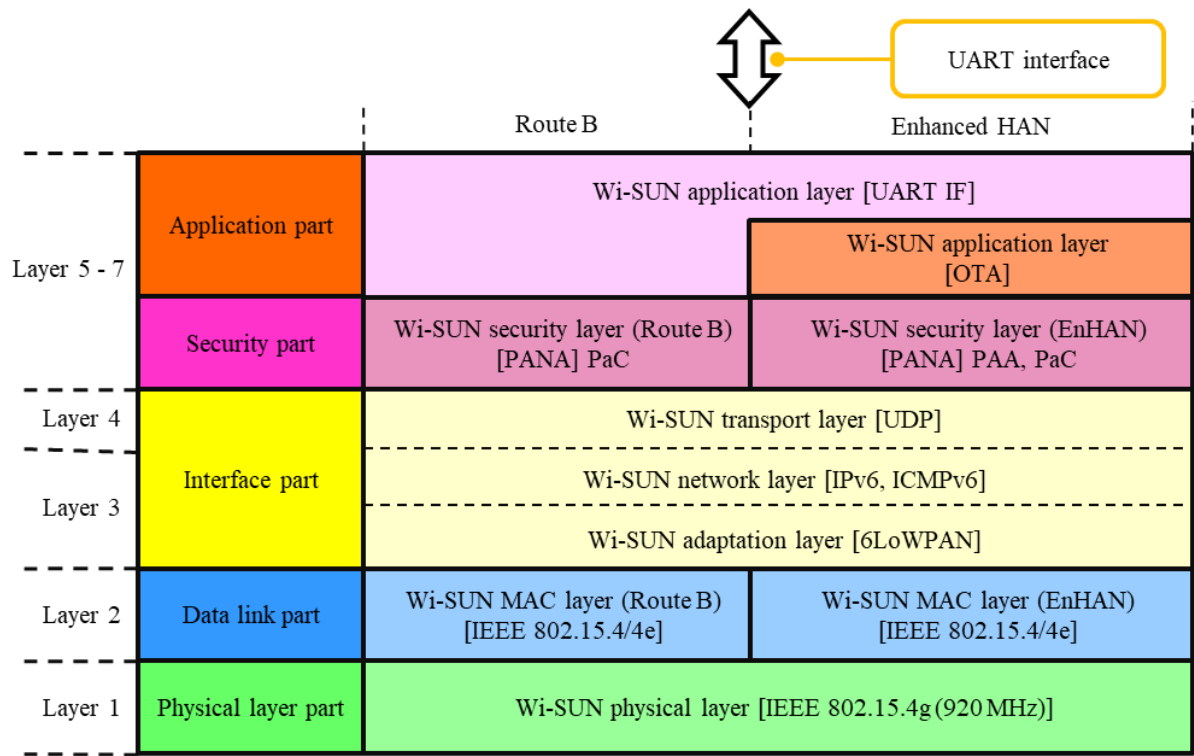 UART interface
Route B
Enhanced HAN
Layer 5 - 7
Application part
Wi-SUN application layer [UART IF]
Wi-SUN application layer
[OTA]
Security part
Wi-SUN security layer (Route B)
[PANA] PaC
Wi-SUN security layer (EnHAN)
[PANA] PAA, PaC
Layer 4
Interface part
Wi-SUN transport layer [UDP]
Layer 3
Wi-SUN network layer [IPv6, ICMPv6]
Wi-SUN adaptation layer [6LoWPAN]
Layer 2
Data link part
Wi-SUN MAC layer (Route B)
[IEEE 802.15.4/4e]
Wi-SUN MAC layer (EnHAN)
[IEEE 802.15.4/4e]
Layer 1
Physical layer part
Wi-SUN physical layer [IEEE 802.15.4g (920 MHz)]